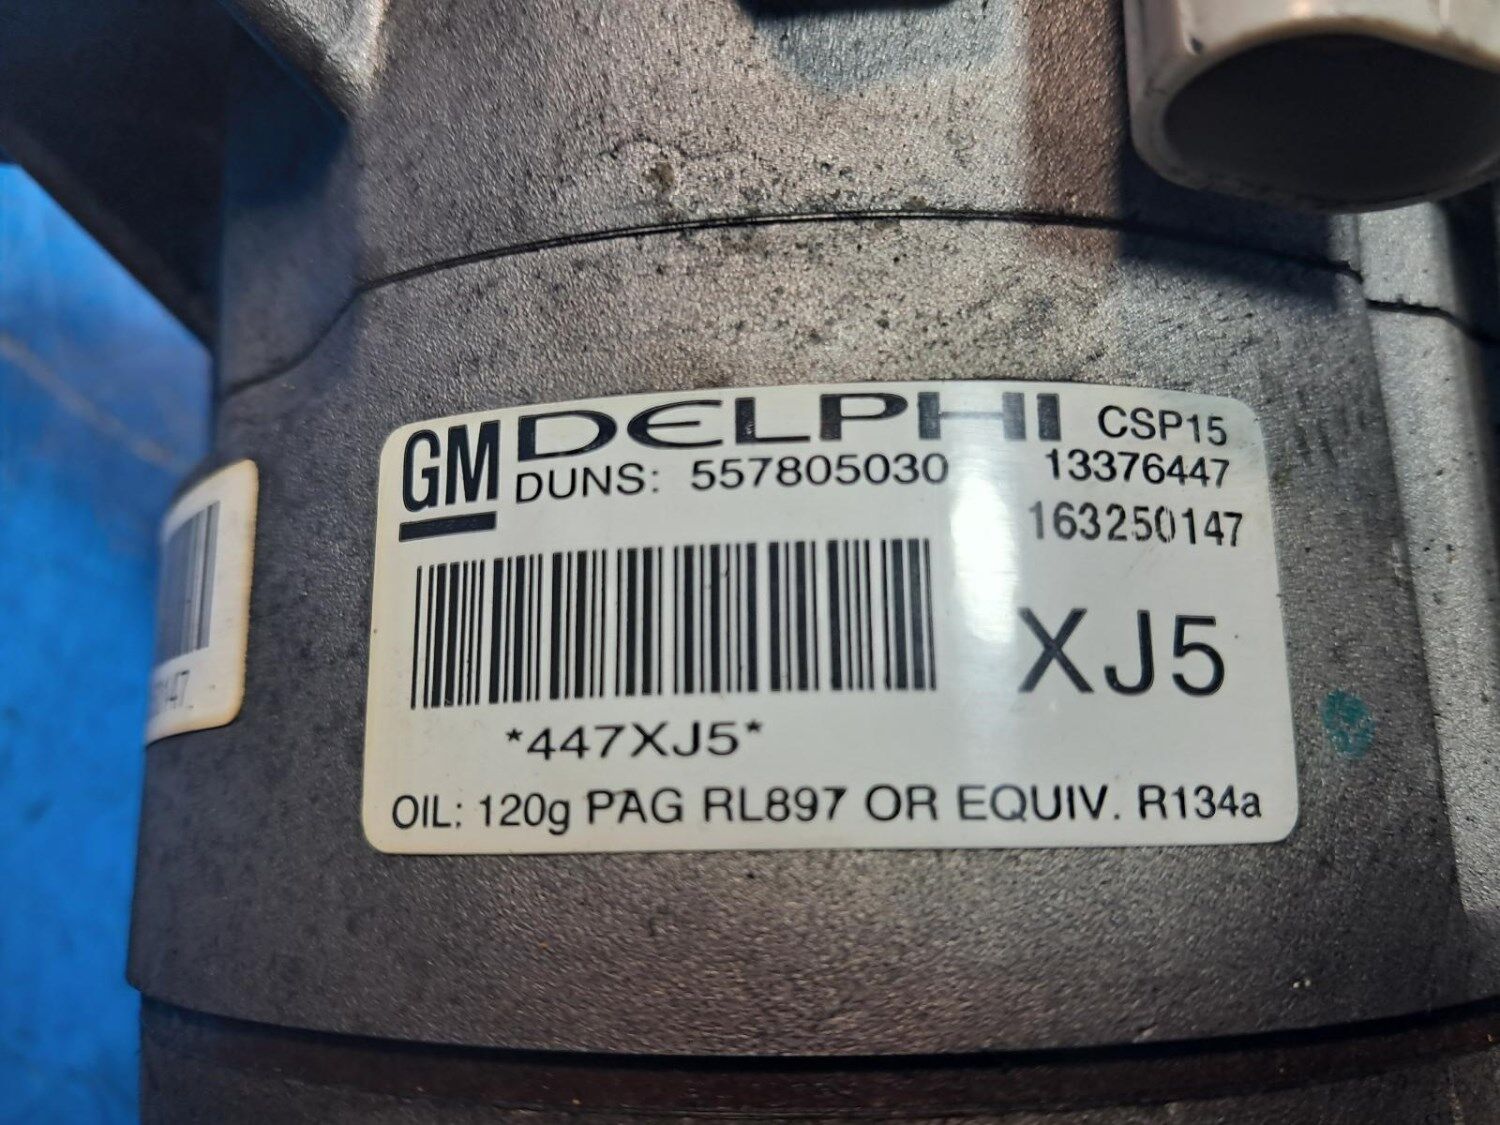 GM DELPHI CSP15
DUNS: 557805030 13376447
163250147
XJ5
*447XJ5*
OIL: 120g PAG RL897 OR EQUIV. R134a